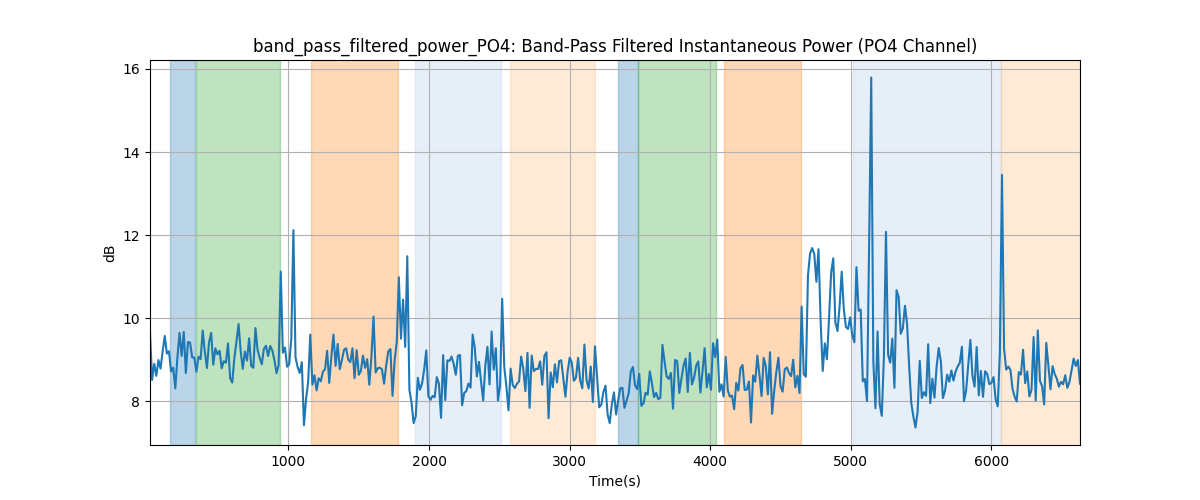 band_pass_filtered_power_PO4: Band-Pass Filtered Instantaneous Power (PO4 Channel)
16
14
12
10
8
dB
1000 2000 3000 4000 5000 6000
Time(s)